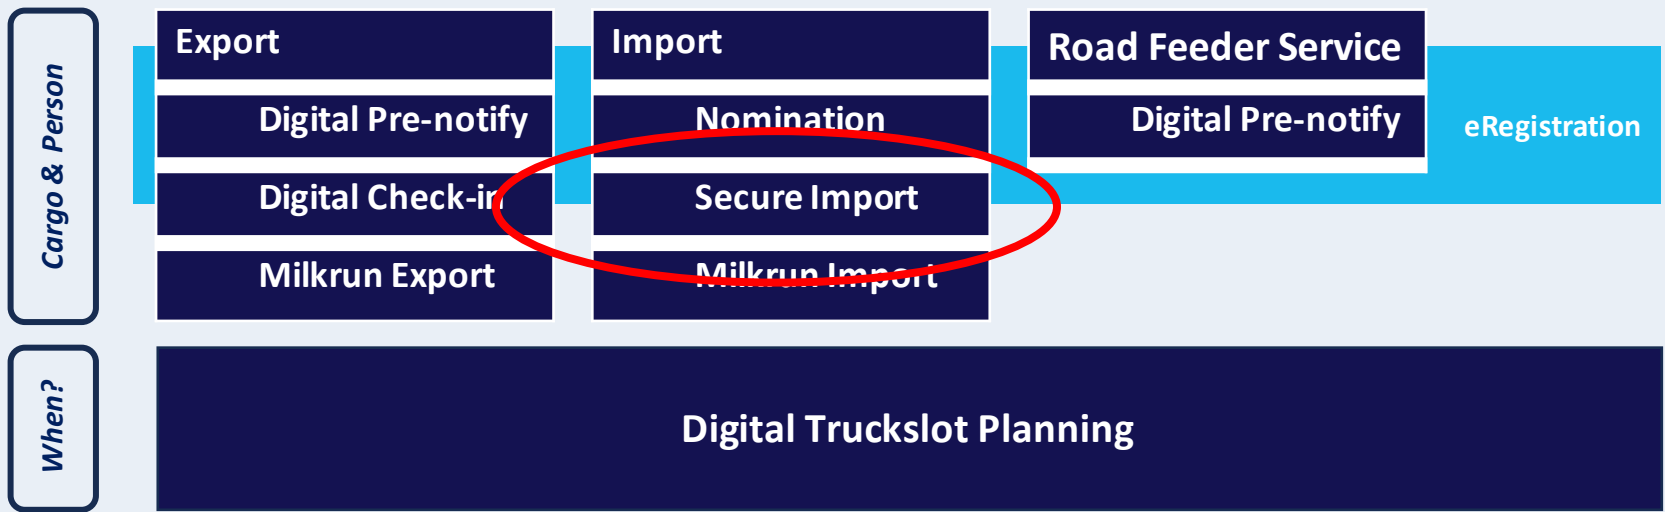 Cargo & Person
Export
Digital Pre-notify
Digital Check-in
Milkrun Export
Import
Nomination
Secure Import
Milkrun Import
Road Feeder Service
Digital Pre-notify
eRegistration
When?
Digital Truckslot Planning